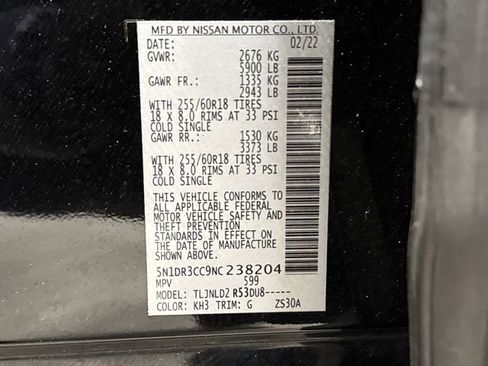 MFD BY NISSAN MOTOR CO., LTD.
DATE: 02/22
GVWR: 2676 KG
5900 LB
GAWR FR.: 1335 KG
2943 LB
WITH 255/60R18 TIRES
18 X 8.0 RIMS AT 33 PSI
COLD SINGLE
GAWR RR.: 1530 KG
3373 LB
WITH 255/60R18 TIRES
18 X 8.0 RIMS AT 33 PSI
COLD SINGLE
THIS VEHICLE CONFORMS TO
ALL APPLICABLE FEDERAL
MOTOR VEHICLE SAFETY AND
THEFT PREVENTION
STANDARDS IN EFFECT ON
THE DATE OF MANUFACTURE
SHOWN ABOVE.
5N1DR3CC9NC238204
MPV 599
MODEL: TLJNLD2 R53DU8-----
COLOR: KH3 TRIM: G ZS30A